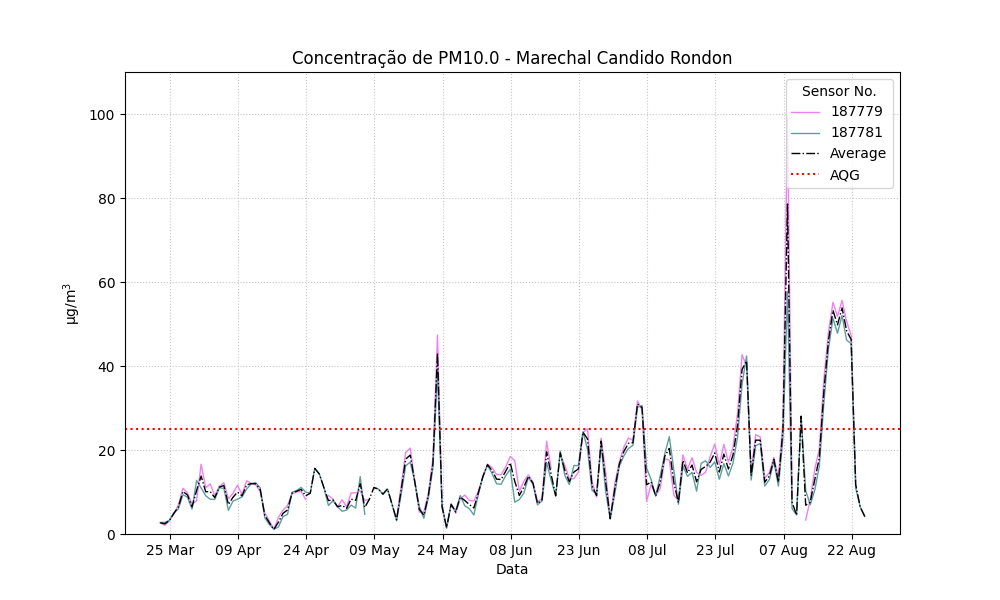 Concentração de PM10.0 - Marechal Candido Rondon
Sensor No.
187779
187781
Average
AQG
100
80
60
40
20
0
µg/m³
25 Mar 09 Apr 24 Apr 09 May 24 May 08 Jun 23 Jun 08 Jul 23 Jul 07 Aug 22 Aug
Data